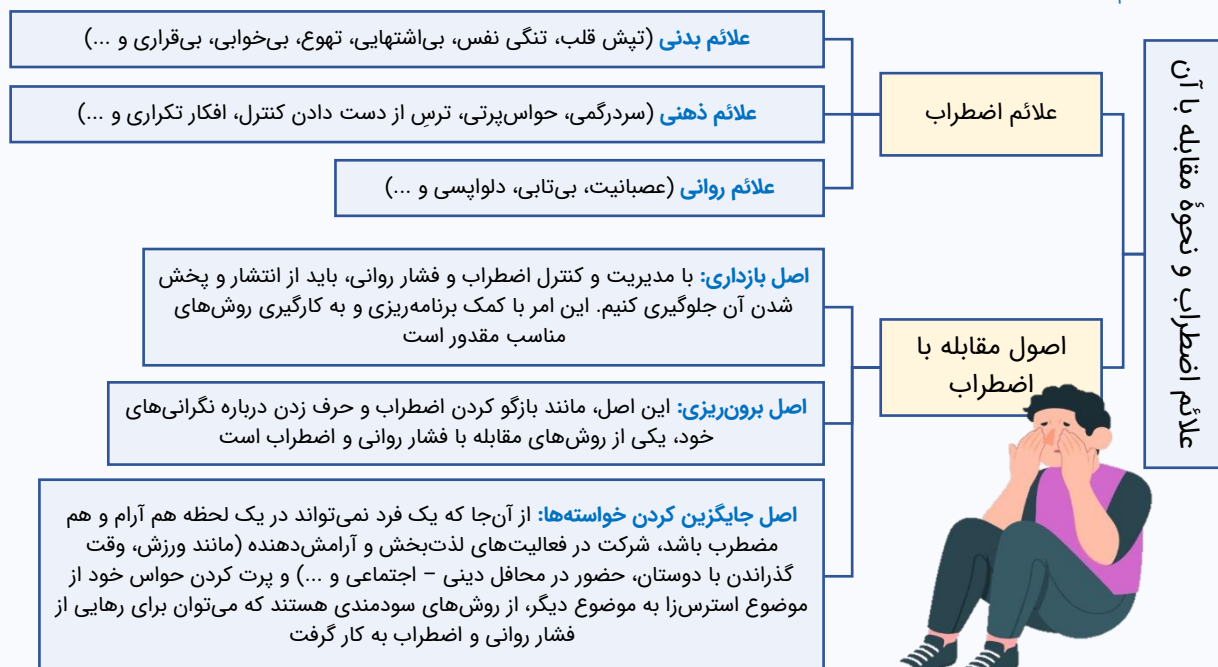 علائم اضطراب و نحوهٔ مقابله با آن
علائم اضطراب
علائم بدنی (تپش قلب، تنگی نفس، بی‌اشتهایی، تهوع، بی‌خوابی، بی‌قراری و ...)
علائم ذهنی (سردرگمی، حواس‌پرتی، ترسِ از دست دادن کنترل، افکار تکراری و ...)
علائم روانی (عصبانیت، بی‌تابی، دلواپسی و ...)
اصول مقابله با
اضطراب
اصل بازداری: با مدیریت و کنترل اضطراب و فشار روانی، باید از انتشار و پخش
شدن آن جلوگیری کنیم. این امر با کمک برنامه‌ریزی و به کارگیری روش‌های
مناسب مقدور است
اصل برون‌ریزی: این اصل، مانند بازگو کردن اضطراب و حرف زدن درباره نگرانی‌های
خود، یکی از روش‌های مقابله با فشار روانی و اضطراب است
اصل جایگزین کردن خواسته‌ها: از آن‌جا که یک فرد نمی‌تواند در یک لحظه هم آرام و هم
مضطرب باشد، شرکت در فعالیت‌های لذت‌بخش و آرامش‌دهنده (مانند ورزش، وقت
گذراندن با دوستان، حضور در محافل دینی – اجتماعی و ...) و پرت کردن حواس خود از
موضوع استرس‌زا به موضوع دیگر، از روش‌های سودمندی هستند که می‌توان برای رهایی از
فشار روانی و اضطراب به کار گرفت